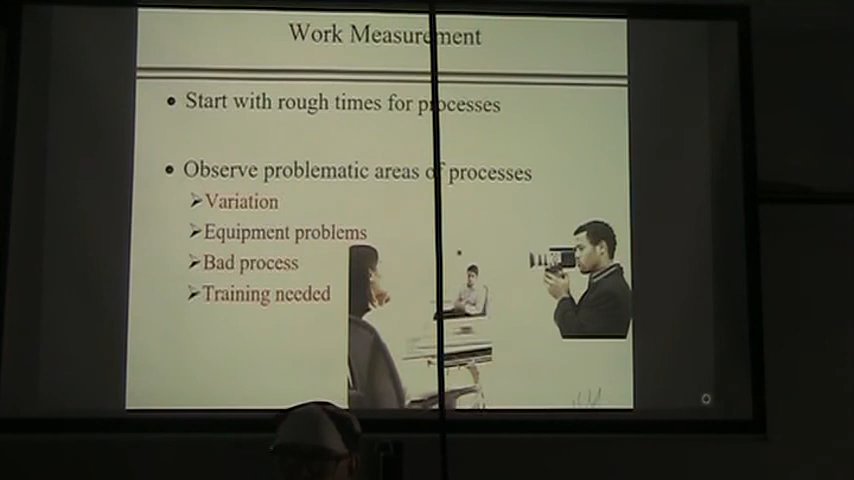 Work Measurement
• Start with rough times for processes
• Observe problematic areas of processes
➢Variation
➢Equipment problems
➢Bad process
➢Training needed